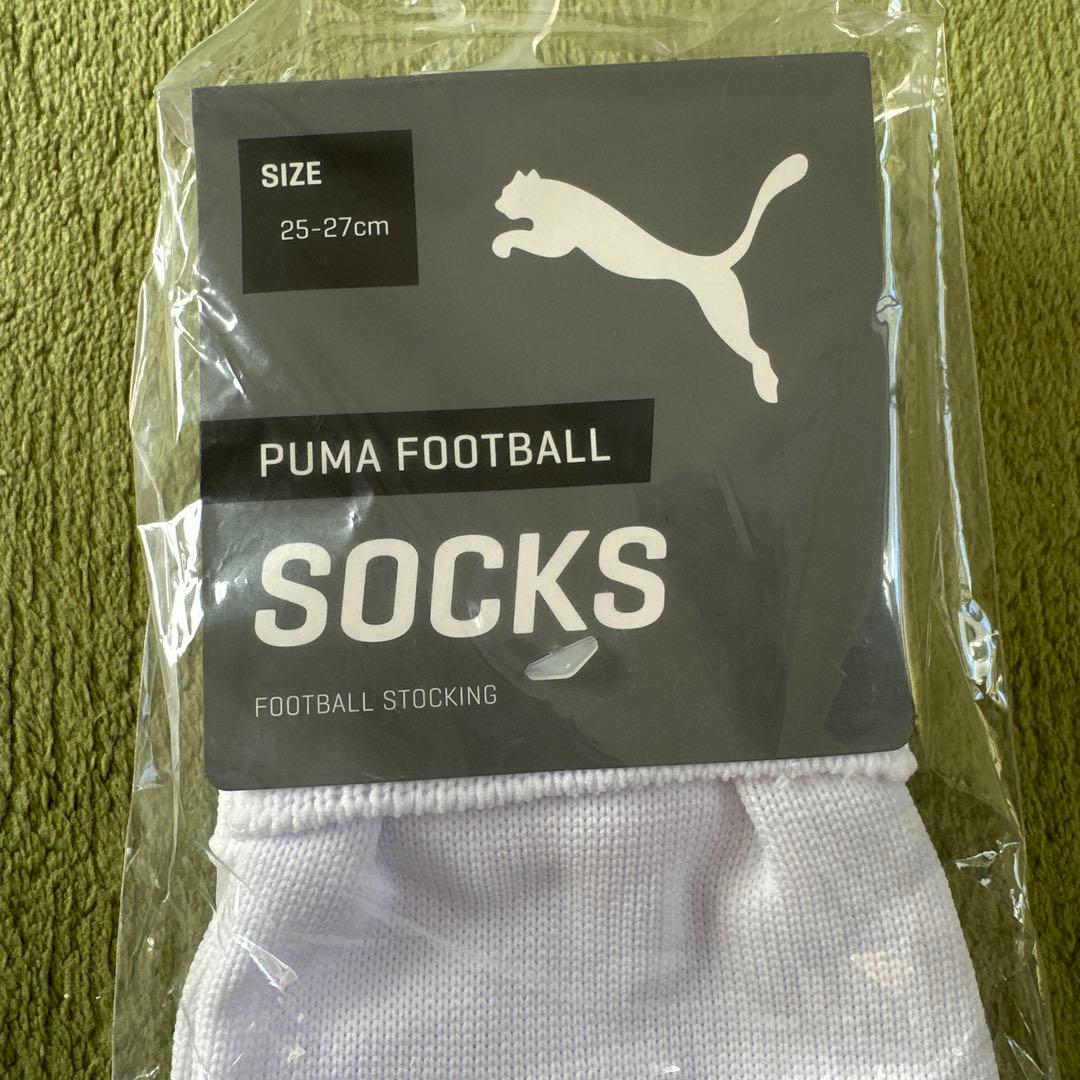 SIZE
25-27cm
PUMA FOOTBALL
SOCKS
FOOTBALL STOCKING